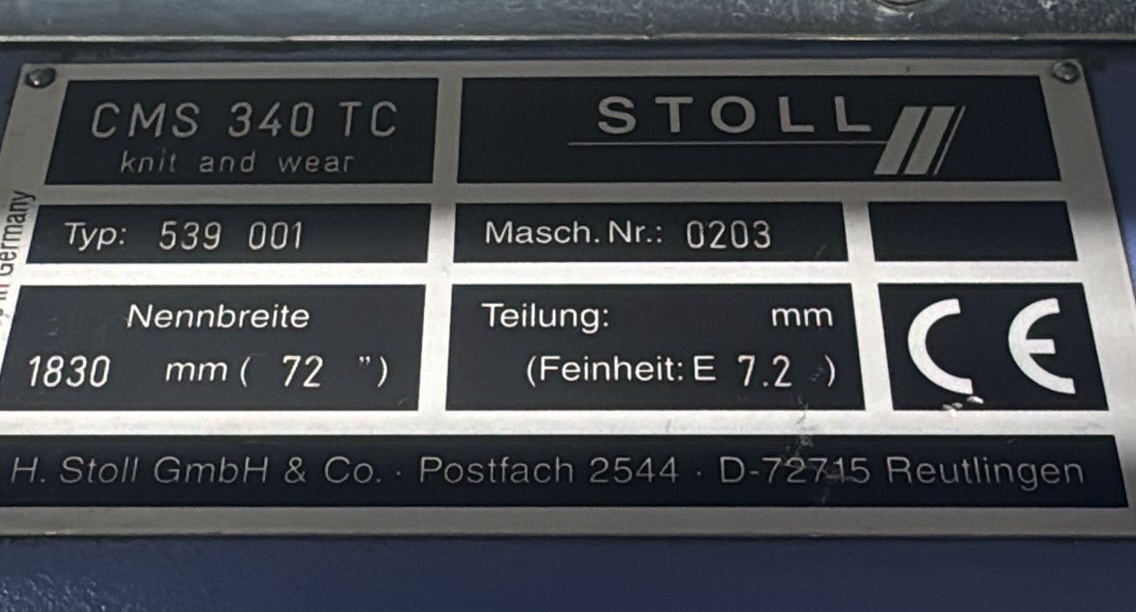 CMS 340 TC
knit and wear
STOLL
Typ: 539 001
Masch. Nr.: 0203
Germany
Nennbreite
1830 mm ( 72 ")
Teilung: mm
(Feinheit: E 7.2 )
CE
H. Stoll GmbH & Co. · Postfach 2544 · D-72715 Reutlingen